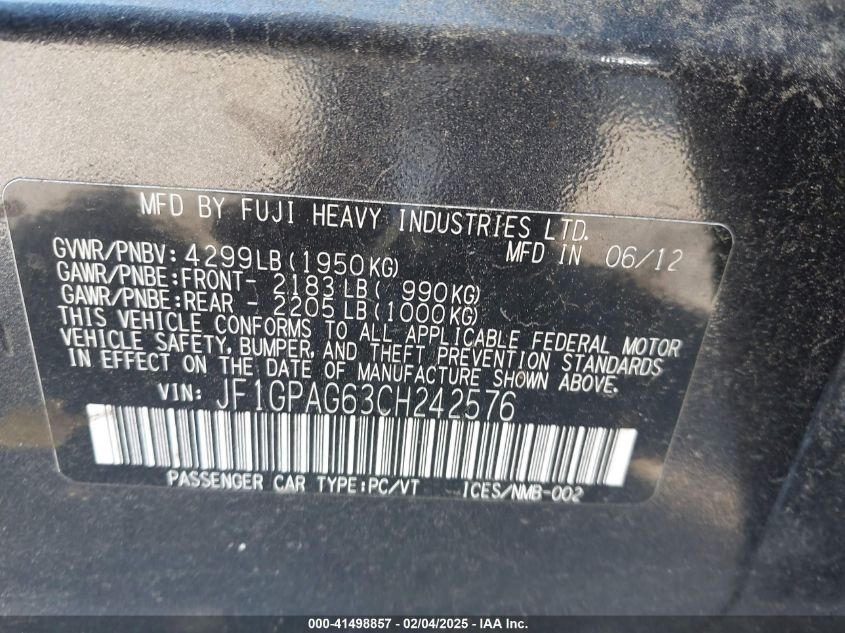 MFD BY FUJI HEAVY INDUSTRIES LTD.
GVWR/PNBV: 4299LB(1950KG) MFD IN 06/12
GAWR/PNBE:FRONT- 2183LB( 990KG)
GAWR/PNBE:REAR - 2205LB(1000KG)
THIS VEHICLE CONFORMS TO ALL APPLICABLE FEDERAL MOTOR
VEHICLE SAFETY, BUMPER, AND THEFT PREVENTION STANDARDS
IN EFFECT ON THE DATE OF MANUFACTURE SHOWN ABOVE.
VIN: JF1GPAG63CH242576
PASSENGER CAR TYPE:PC/VT ICES/NMB-002
000-41498857 - 02/04/2025 - IAA Inc.